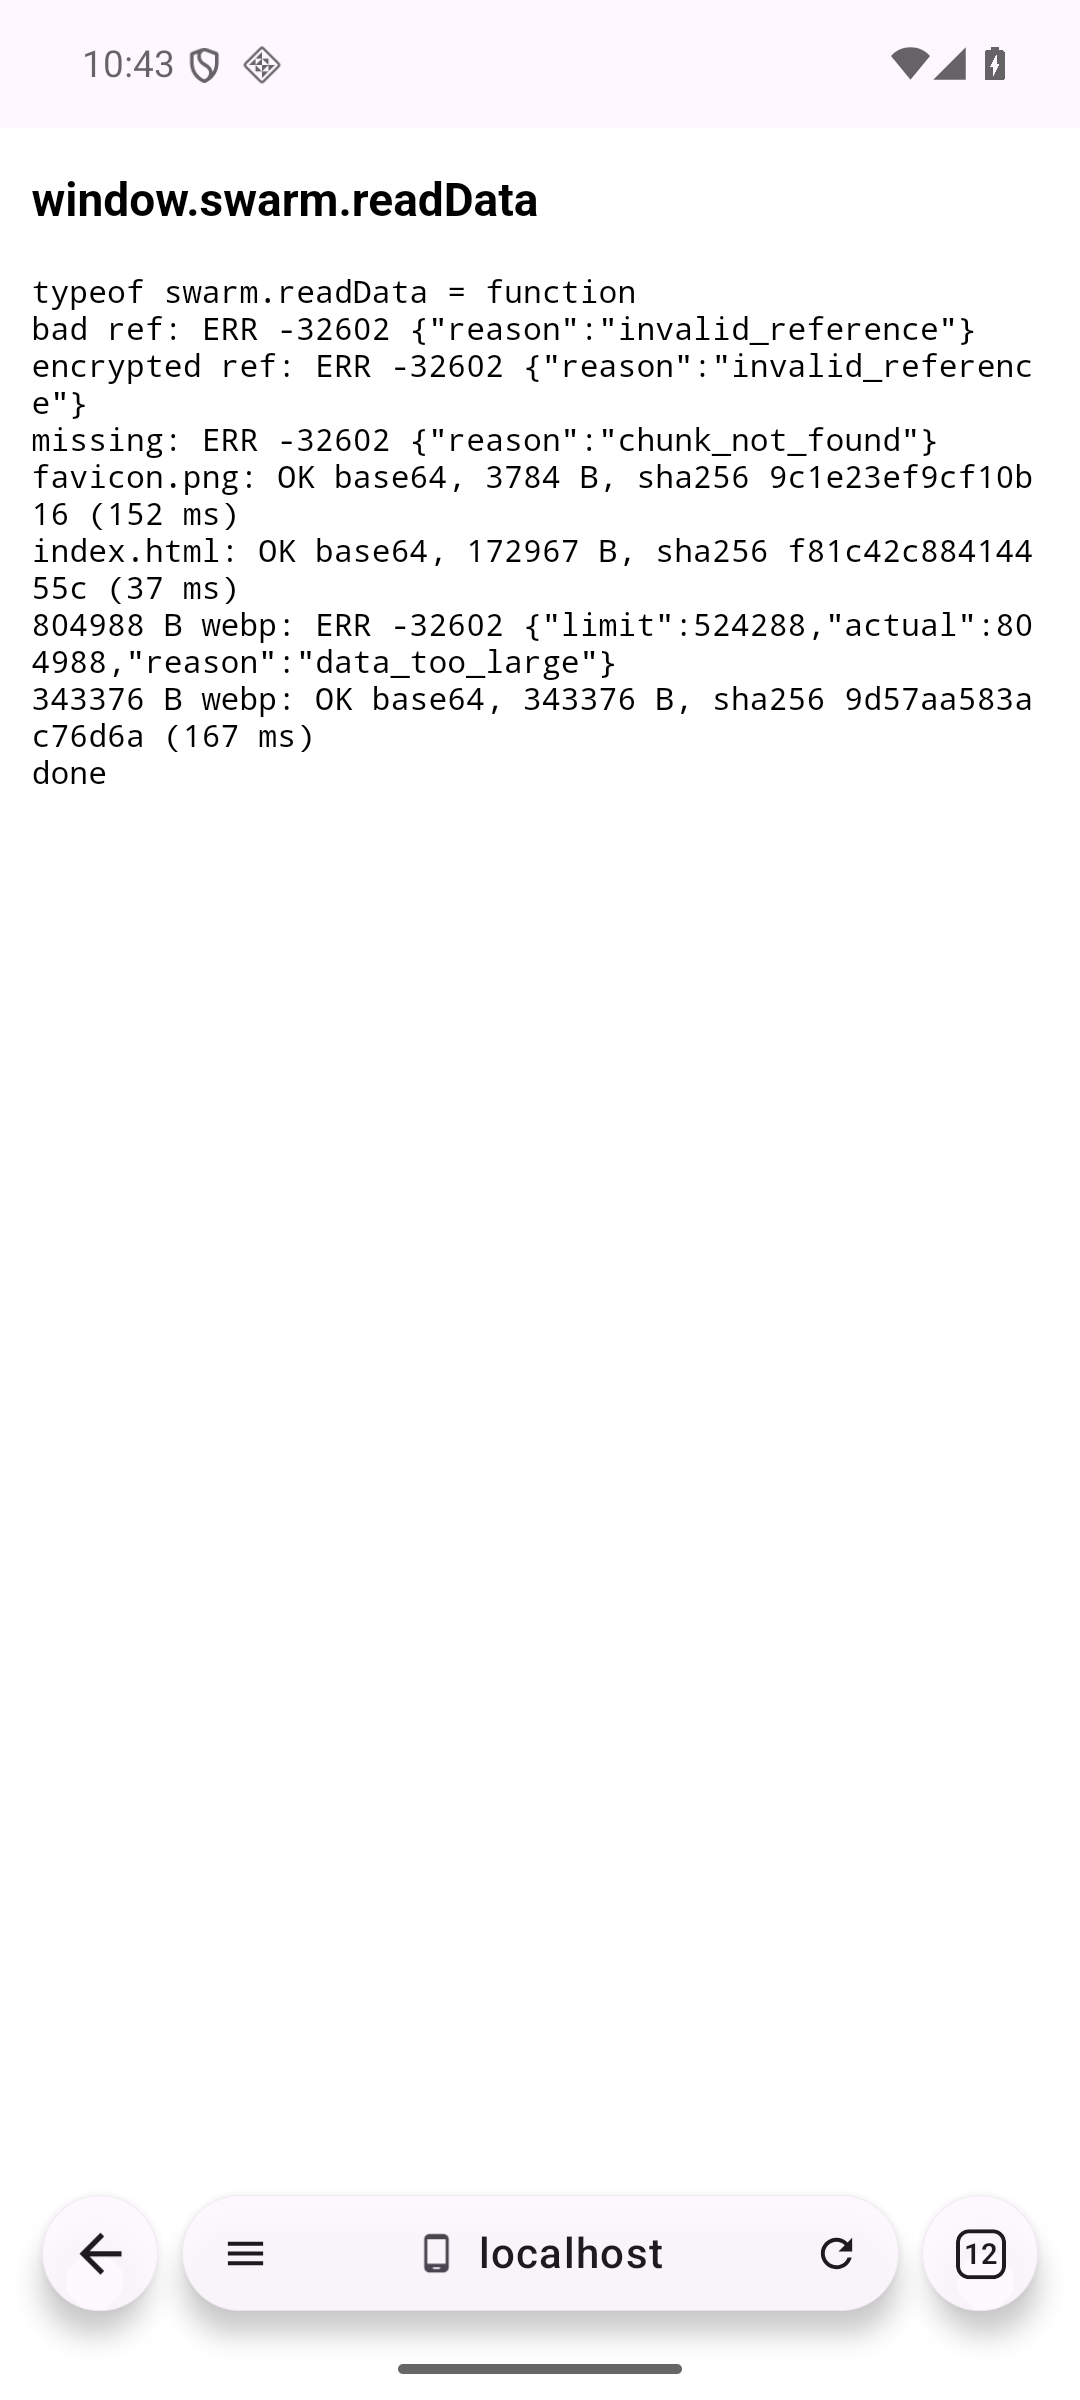 10:43
window.swarm.readData
typeof swarm.readData = function
bad ref: ERR -32602 {"reason":"invalid_reference"}
encrypted ref: ERR -32602 {"reason":"invalid_referenc
e"}
missing: ERR -32602 {"reason":"chunk_not_found"}
favicon.png: OK base64, 3784 B, sha256 9c1e23ef9cf10b
16 (152 ms)
index.html: OK base64, 172967 B, sha256 f81c42c884144
55c (37 ms)
804988 B webp: ERR -32602 {"limit":524288,"actual":80
4988,"reason":"data_too_large"}
343376 B webp: OK base64, 343376 B, sha256 9d57aa583a
c76d6a (167 ms)
done
localhost
12